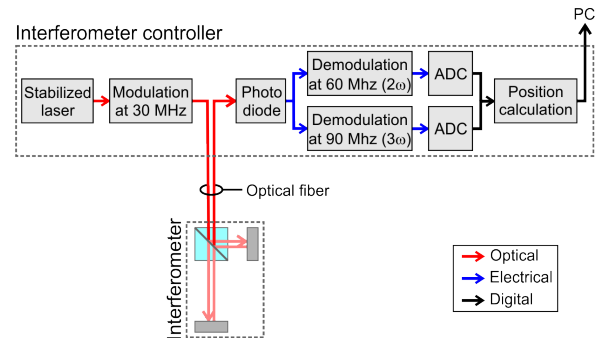 PC
Interferometer controller
Stabilized
laser
Modulation
at 30 MHz
Photo
diode
Demodulation
at 60 Mhz (2ω)
ADC
Demodulation
at 90 Mhz (3ω)
ADC
Position
calculation
Optical fiber
Interferometer
Optical
Electrical
Digital